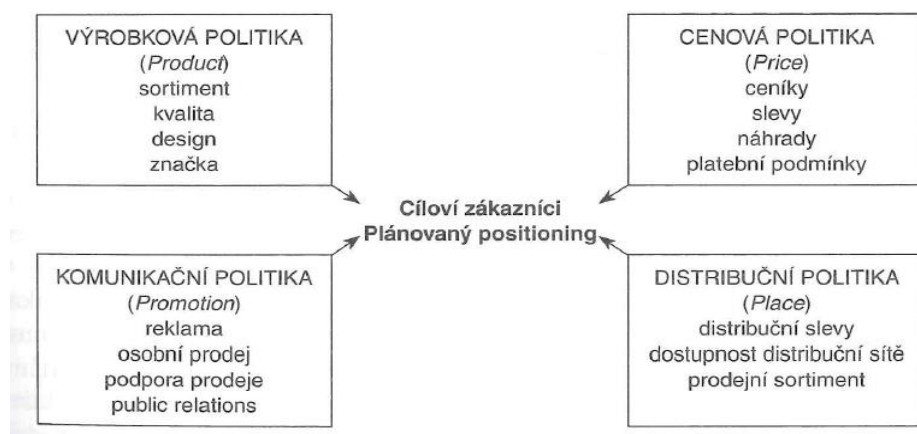 VÝROBKOVÁ POLITIKA
(Product)
sortiment
kvalita
design
značka
CENOVÁ POLITIKA
(Price)
ceníky
slevy
náhrady
platební podmínky
Cíloví zákazníci
Plánovaný positioning
KOMUNIKAČNÍ POLITIKA
(Promotion)
reklama
osobní prodej
podpora prodeje
public relations
DISTRIBUČNÍ POLITIKA
(Place)
distribuční slevy
dostupnost distribuční sítě
prodejní sortiment